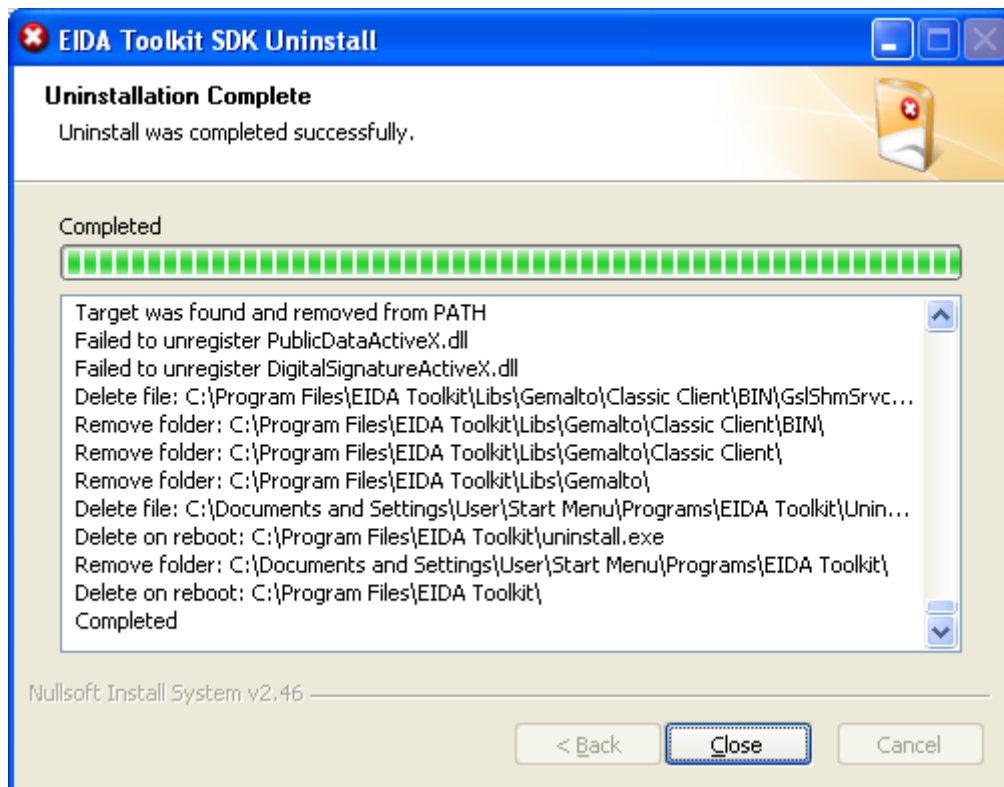 EIDA Toolkit SDK Uninstall
Uninstallation Complete
Uninstall was completed successfully.
Completed
Target was found and removed from PATH
Failed to unregister PublicDataActiveX.dll
Failed to unregister DigitalSignatureActiveX.dll
Delete file: C:\Program Files\EIDA Toolkit\Libs\Gemalto\Classic Client\BIN\GslShmSrvc...
Remove folder: C:\Program Files\EIDA Toolkit\Libs\Gemalto\Classic Client\BIN\
Remove folder: C:\Program Files\EIDA Toolkit\Libs\Gemalto\Classic Client\
Remove folder: C:\Program Files\EIDA Toolkit\Libs\Gemalto\
Delete file: C:\Documents and Settings\User\Start Menu\Programs\EIDA Toolkit\Unin...
Delete on reboot: C:\Program Files\EIDA Toolkit\uninstall.exe
Remove folder: C:\Documents and Settings\User\Start Menu\Programs\EIDA Toolkit\
Delete on reboot: C:\Program Files\EIDA Toolkit\
Completed
Nullsoft Install System v2.46
< Back Close Cancel